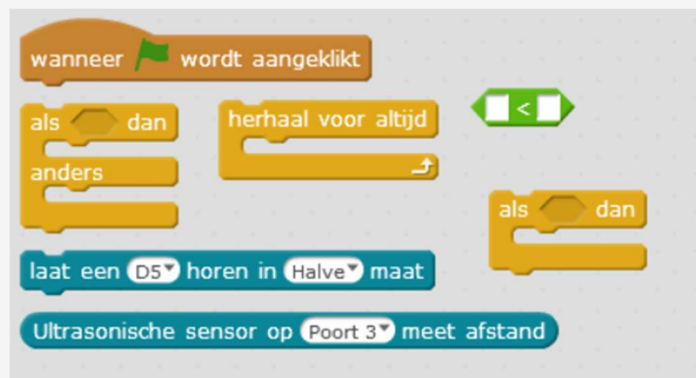 wanneer wordt aangeklikt
als dan
anders
herhaal voor altijd
<
als dan
laat een D5 horen in Halve maat
Ultrasonische sensor op Poort 3 meet afstand